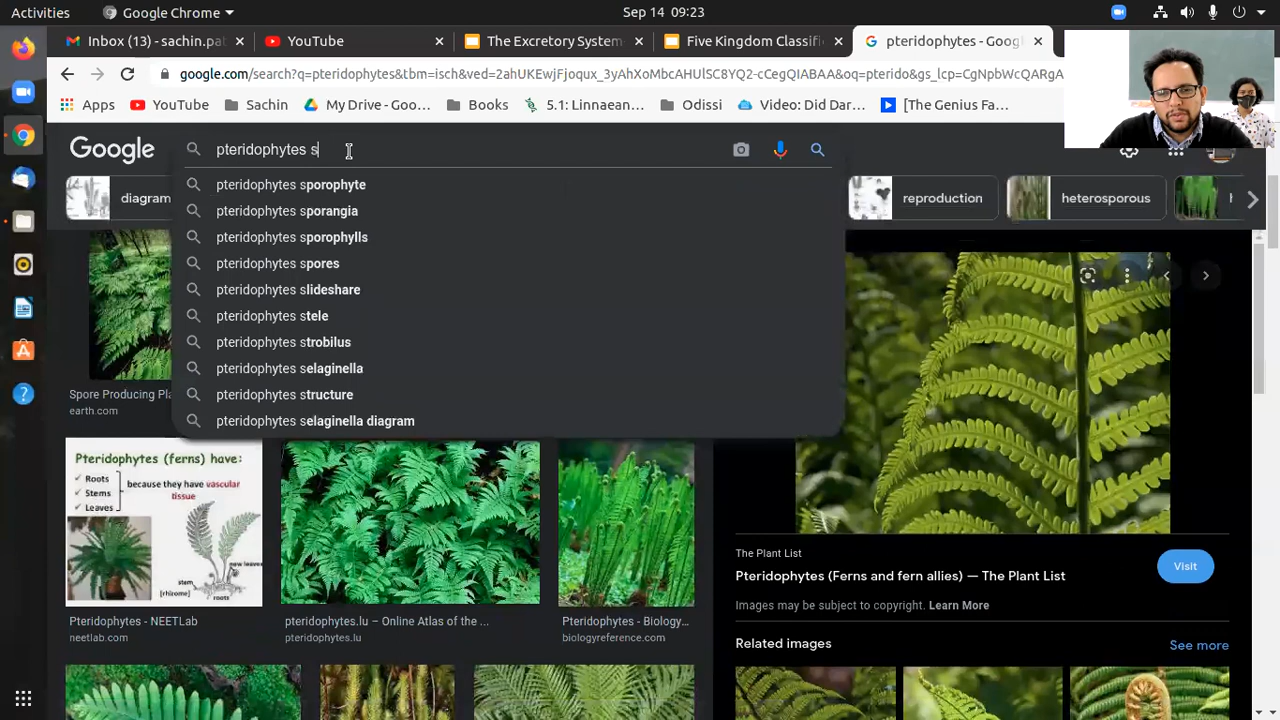 Activities
Google Chrome
Sep 14 09:23
Inbox (13) - sachin.pat
YouTube
The Excretory System
Five Kingdom Classifi
pteridophytes - Goog
google.com/search?q=pteridophytes&tbm=isch&ved=2ahUKEwjFjoqux_3yAhXoMbcAHUlSC8YQ2-cCegQIABAA&oq=pterido&gs_lcp=CgNpbWcQARgA
Apps
YouTube
Sachin
My Drive - Goo...
Books
5.1: Linnaean...
Odissi
Video: Did Dar...
[The Genius Fa...
Google
pteridophytes s
pteridophytes sporophyte
pteridophytes sporangia
pteridophytes sporophylls
pteridophytes spores
pteridophytes slideshare
pteridophytes stele
pteridophytes strobilus
pteridophytes selaginella
pteridophytes structure
pteridophytes selaginella diagram
diagram
reproduction
heterosporous
Spore Producing Pla
earth.com
Pteridophytes (ferns) have:
✓ Roots
✓ Stems
✓ Leaves
because they have vascular
tissue
new leaves
stem
[rhizome]
roots
Pteridophytes - NEETLab
neetlab.com
pteridophytes.lu – Online Atlas of the ...
pteridophytes.lu
Pteridophytes - Biology...
biologyreference.com
The Plant List
Pteridophytes (Ferns and fern allies) — The Plant List
Visit
Images may be subject to copyright. Learn More
Related images
See more